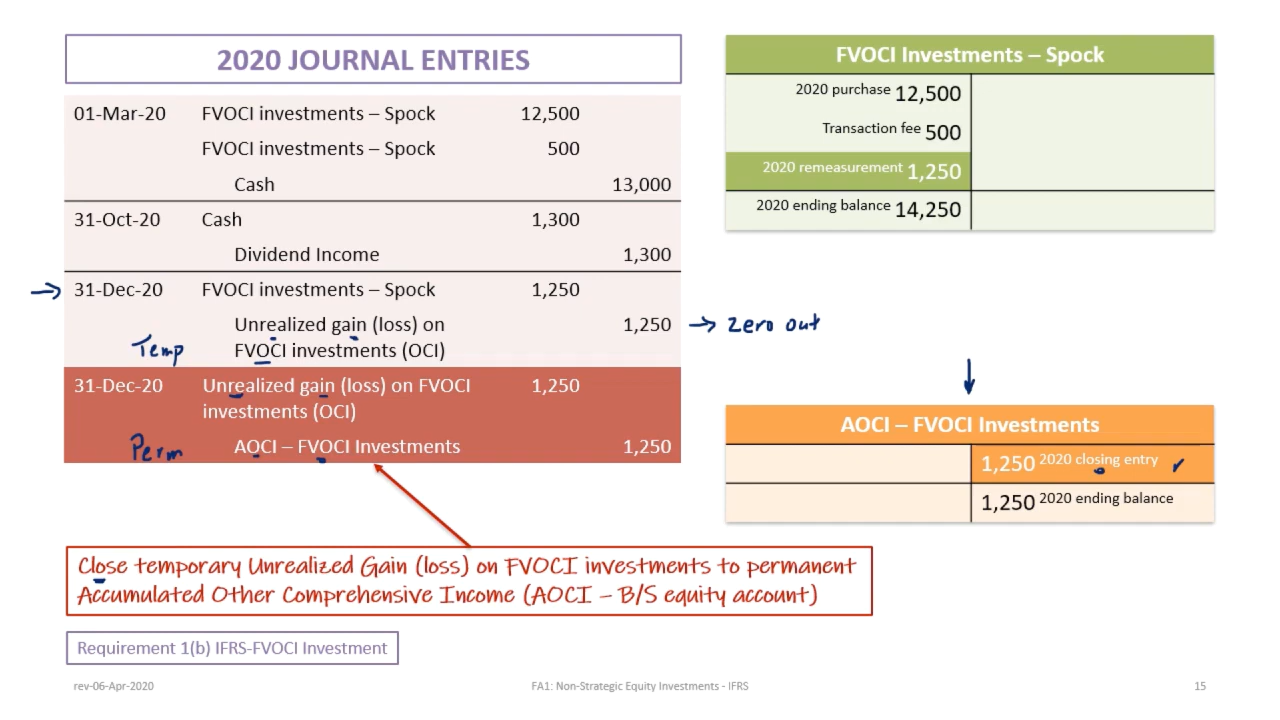 2020 JOURNAL ENTRIES
01-Mar-20 FVOCI investments – Spock 12,500
FVOCI investments – Spock 500
Cash 13,000
31-Oct-20 Cash 1,300
Dividend Income 1,300
→ 31-Dec-20 FVOCI investments – Spock 1,250
Unrealized gain (loss) on 1,250 → Zero out
Temp FVOCI investments (OCI)
31-Dec-20 Unrealized gain (loss) on FVOCI 1,250
investments (OCI)
Perm AOCI – FVOCI Investments 1,250
FVOCI Investments – Spock
2020 purchase 12,500
Transaction fee 500
2020 remeasurement 1,250
2020 ending balance 14,250
AOCI – FVOCI Investments
1,250 2020 closing entry ✓
1,250 2020 ending balance
Close temporary Unrealized Gain (loss) on FVOCI investments to permanent
Accumulated Other Comprehensive Income (AOCI – B/S equity account)
Requirement 1(b) IFRS-FVOCI Investment
rev-06-Apr-2020 FA1: Non-Strategic Equity Investments - IFRS 15